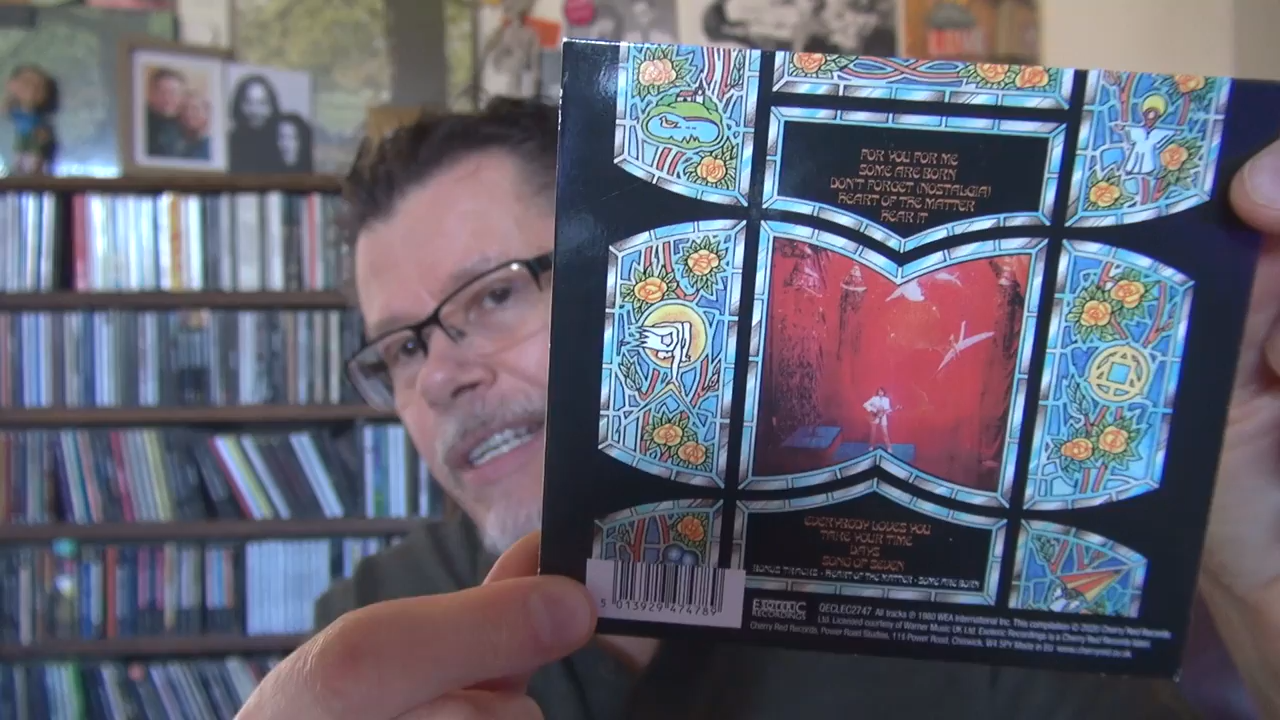 FOR YOU FOR ME
SOME ARE BORN
DON'T FORGET (NOSTALGIA)
HEART OF THE MATTER
HEAR IT
EVERYBODY LOVES YOU
TAKE YOUR TIME
DAYS
SONG OF SEVEN
BONUS TRACKS - HEART OF THE MATTER - SOME ARE BORN
5 013929 474789
ESOTERIC
RECORDINGS
QECLEC2747 All tracks ℗ 1980 WEA International Inc. This compilation © 2020 Cherry Red Records
Ltd. Licensed courtesy of Warner Music UK Ltd. Esoteric Recordings is a Cherry Red Records label.
Cherry Red Records, Power Road Studios, 114 Power Road, Chiswick, W4 5PY Made in EU www.cherryred.co.uk